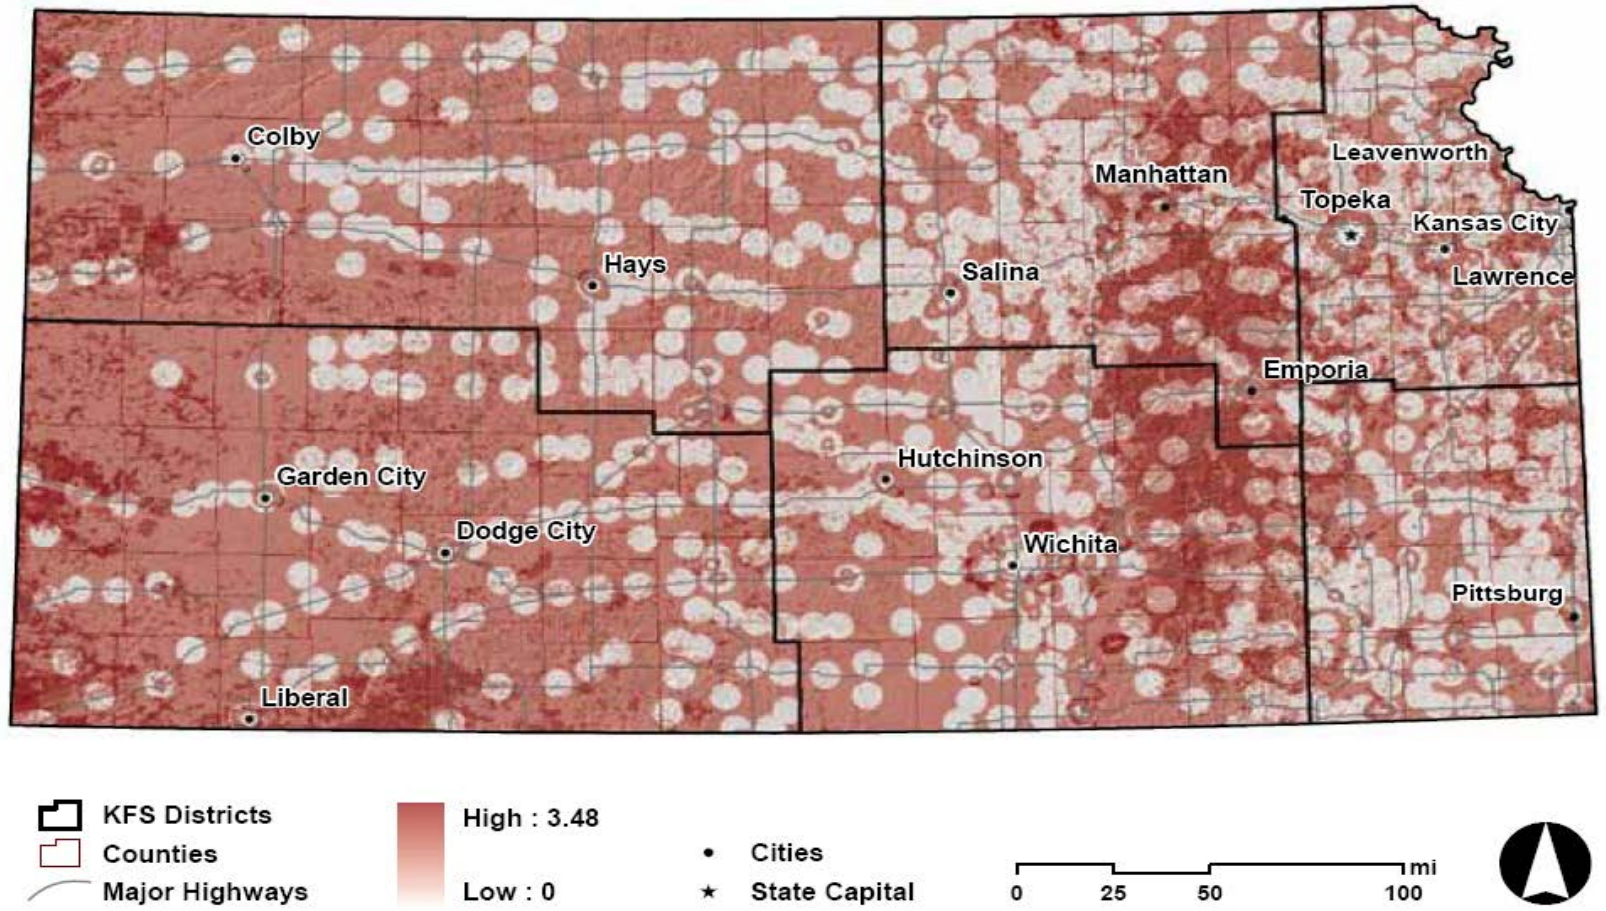 Colby
Leavenworth
Manhattan
Topeka
Kansas City
Hays
Salina
Lawrence
Emporia
Garden City
Hutchinson
Dodge City
Wichita
Pittsburg
Liberal
KFS Districts
Counties
Major Highways
High : 3.48
Low : 0
Cities
State Capital
mi
0 25 50 100